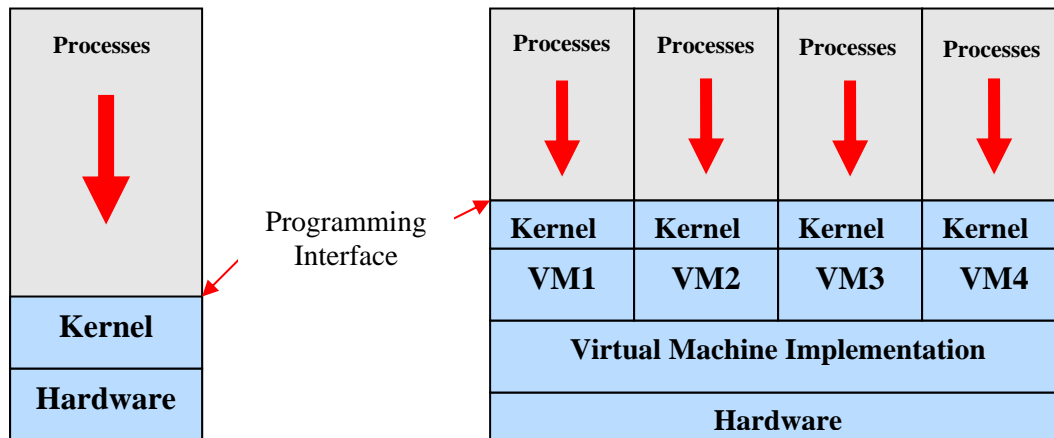 Processes
Kernel
Hardware
Programming
Interface
Processes Processes Processes Processes
Kernel Kernel Kernel Kernel
VM1 VM2 VM3 VM4
Virtual Machine Implementation
Hardware